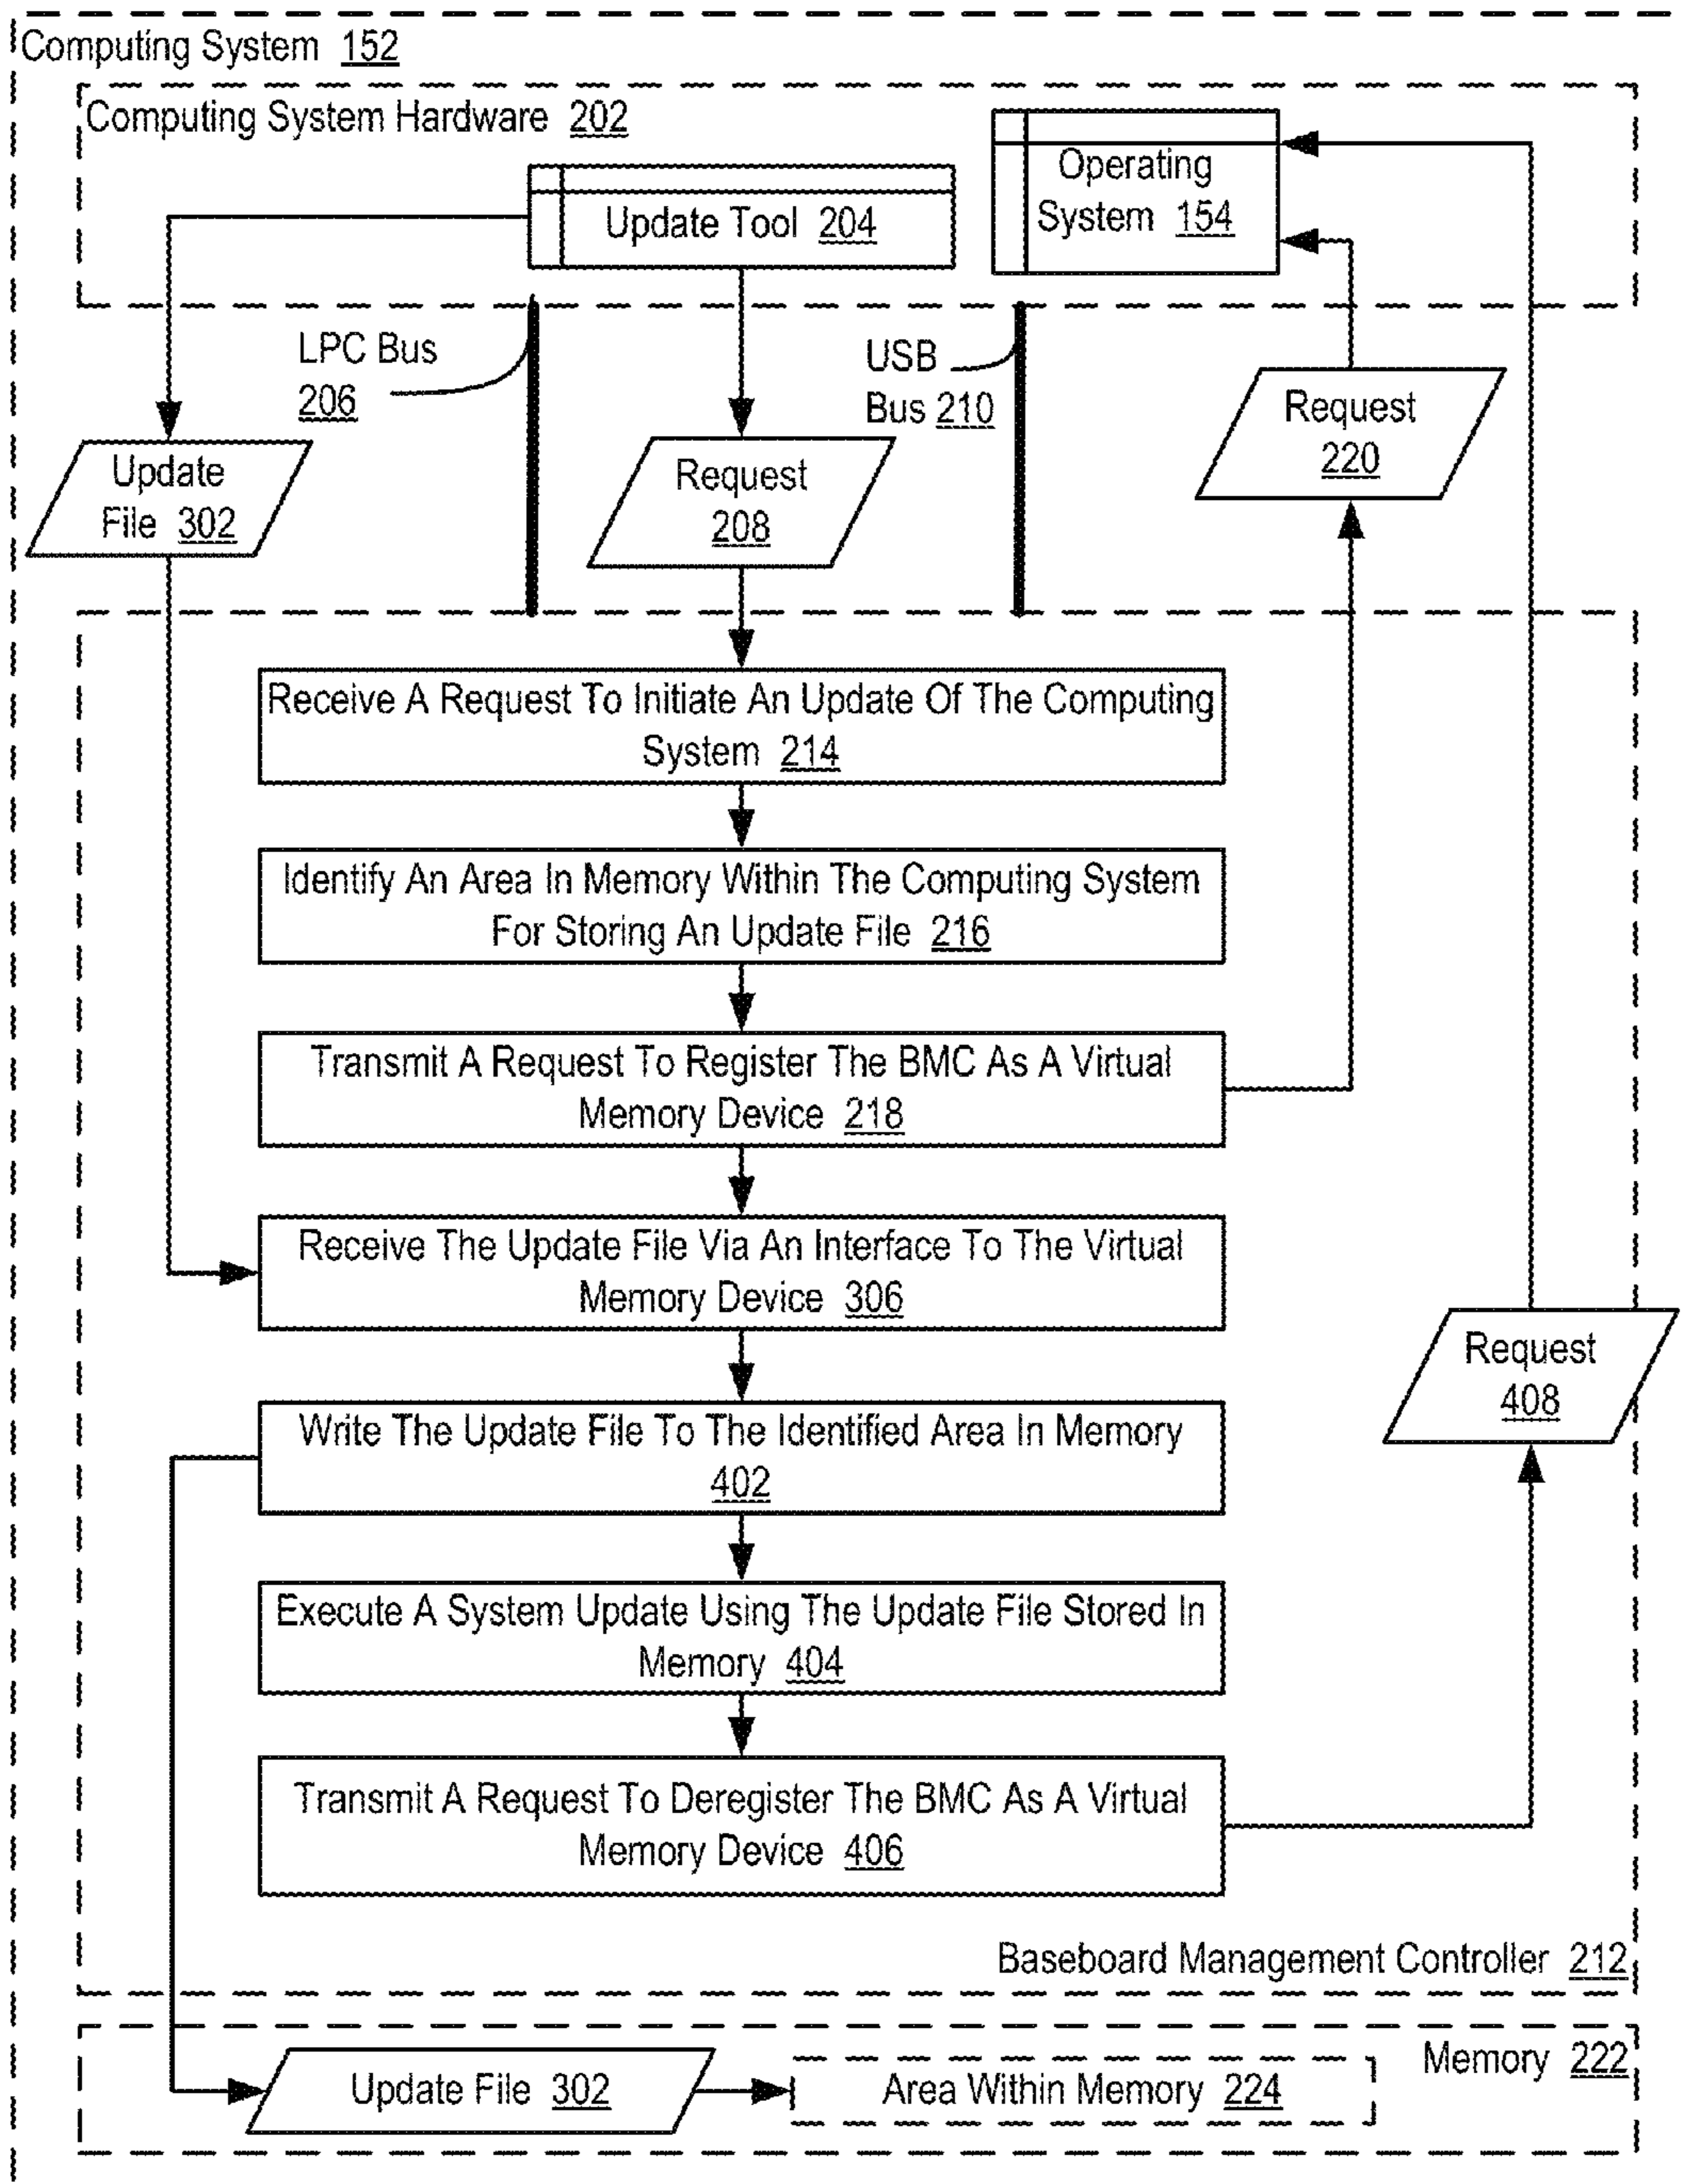 Computing System 152
Computing System Hardware 202
Operating
System 154
Update Tool 204
LPC Bus
206
USB
Bus 210
Request
220
Update
File 302
Request
208
Receive A Request To Initiate An Update Of The Computing
System 214
Identify An Area In Memory Within The Computing System
For Storing An Update File 216
Transmit A Request To Register The BMC As A Virtual
Memory Device 218
Receive The Update File Via An Interface To The Virtual
Memory Device 306
Request
408
Write The Update File To The Identified Area In Memory
402
Execute A System Update Using The Update File Stored In
Memory 404
Transmit A Request To Deregister The BMC As A Virtual
Memory Device 406
Baseboard Management Controller 212
Memory 222
Update File 302
Area Within Memory 224